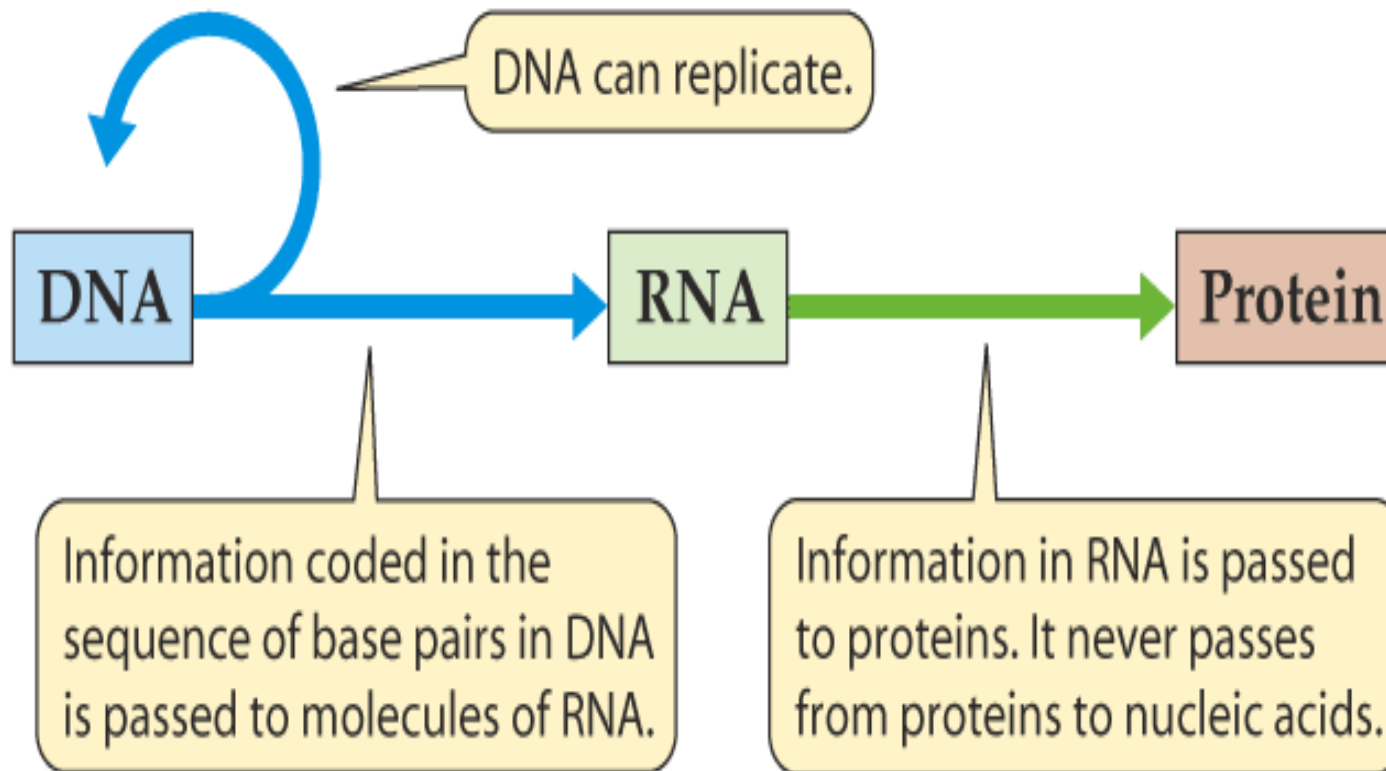 DNA can replicate.
DNA
RNA
Protein
Information coded in the
sequence of base pairs in DNA
is passed to molecules of RNA.
Information in RNA is passed
to proteins. It never passes
from proteins to nucleic acids.